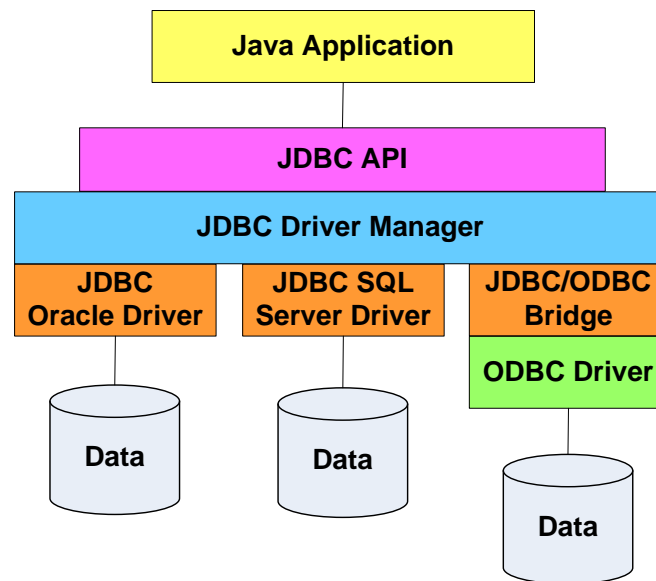 Java Application
JDBC API
JDBC Driver Manager
JDBC
Oracle Driver
JDBC SQL
Server Driver
JDBC/ODBC
Bridge
ODBC Driver
Data
Data
Data